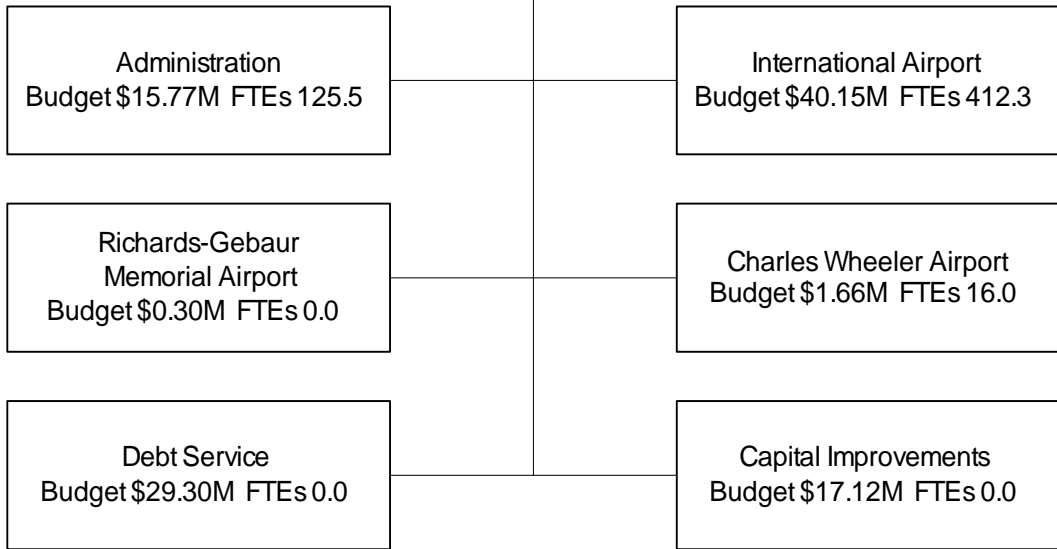 Administration
Budget $15.77M FTEs 125.5
International Airport
Budget $40.15M FTEs 412.3
Richards-Gebaur
Memorial Airport
Budget $0.30M FTEs 0.0
Charles Wheeler Airport
Budget $1.66M FTEs 16.0
Debt Service
Budget $29.30M FTEs 0.0
Capital Improvements
Budget $17.12M FTEs 0.0